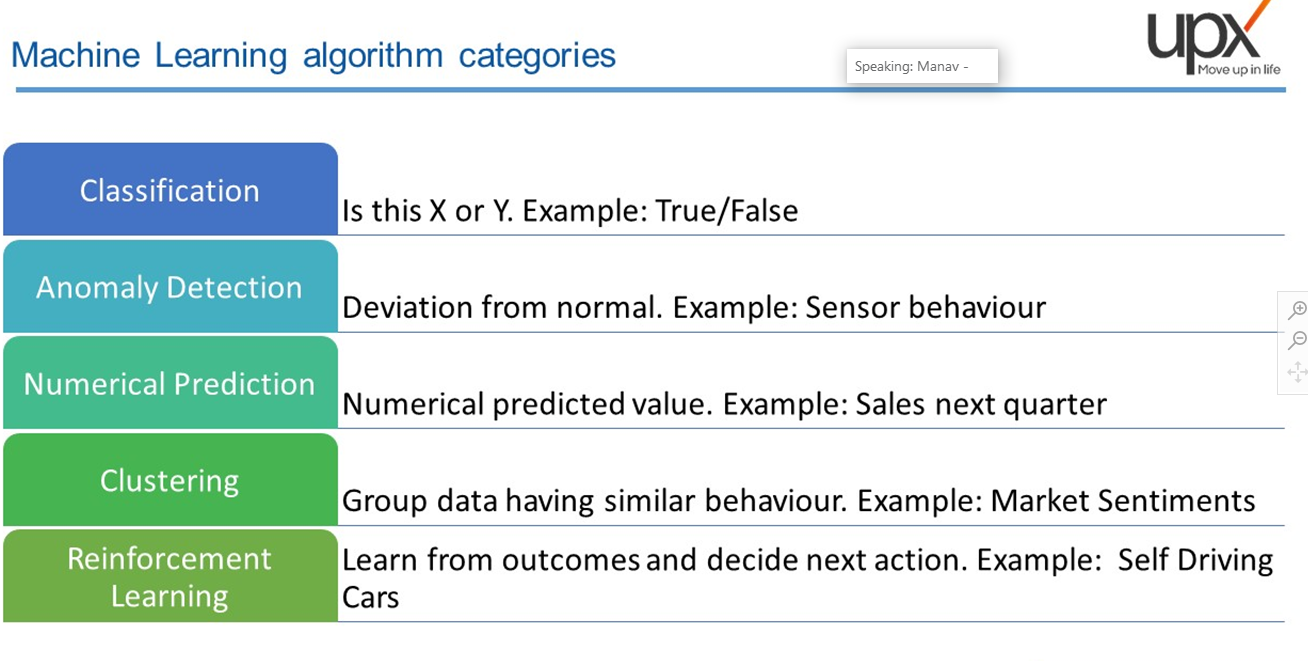 Machine Learning algorithm categories
Speaking: Manav -
upx
Move up in life
Classification
Is this X or Y. Example: True/False
Anomaly Detection
Deviation from normal. Example: Sensor behaviour
Numerical Prediction
Numerical predicted value. Example: Sales next quarter
Clustering
Group data having similar behaviour. Example: Market Sentiments
Reinforcement
Learning
Learn from outcomes and decide next action. Example: Self Driving
Cars